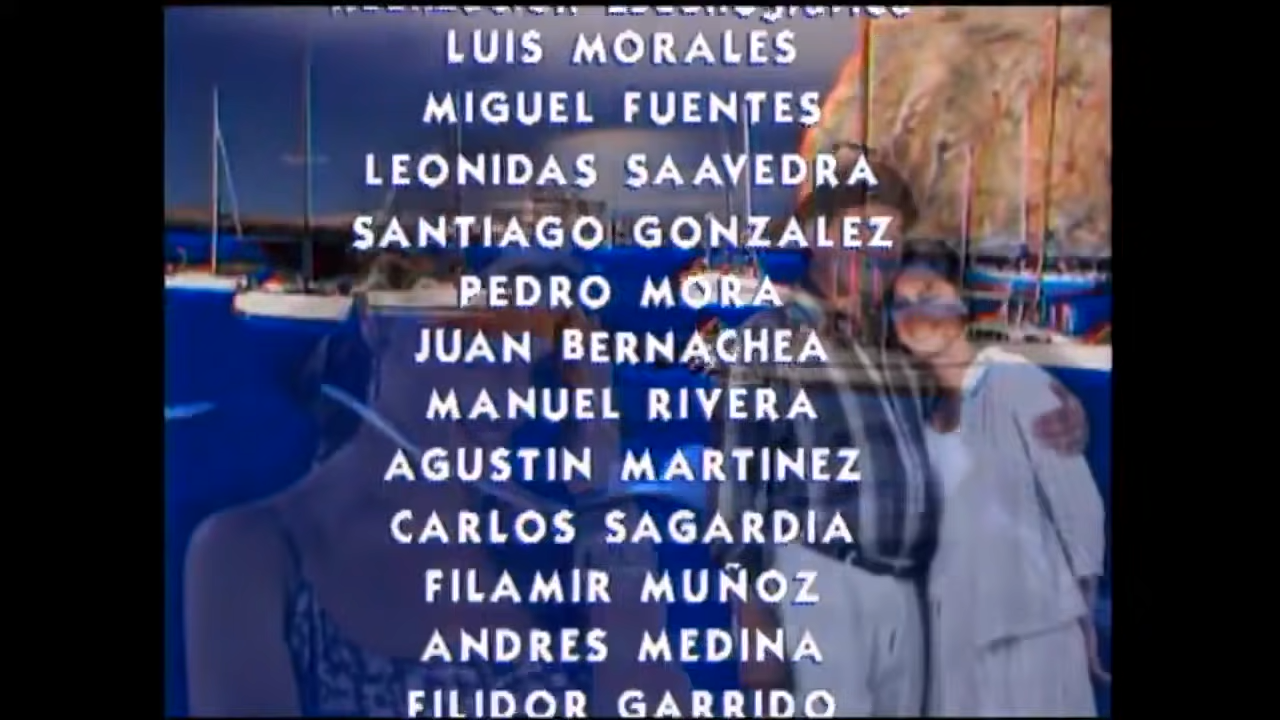 LUIS MORALES
MIGUEL FUENTES
LEONIDAS SAAVEDRA
SANTIAGO GONZALEZ
PEDRO MORA
JUAN BERNACHEA
MANUEL RIVERA
AGUSTIN MARTINEZ
CARLOS SAGARDIA
FILAMIR MUÑOZ
ANDRES MEDINA
FILIDOR GARRIDO